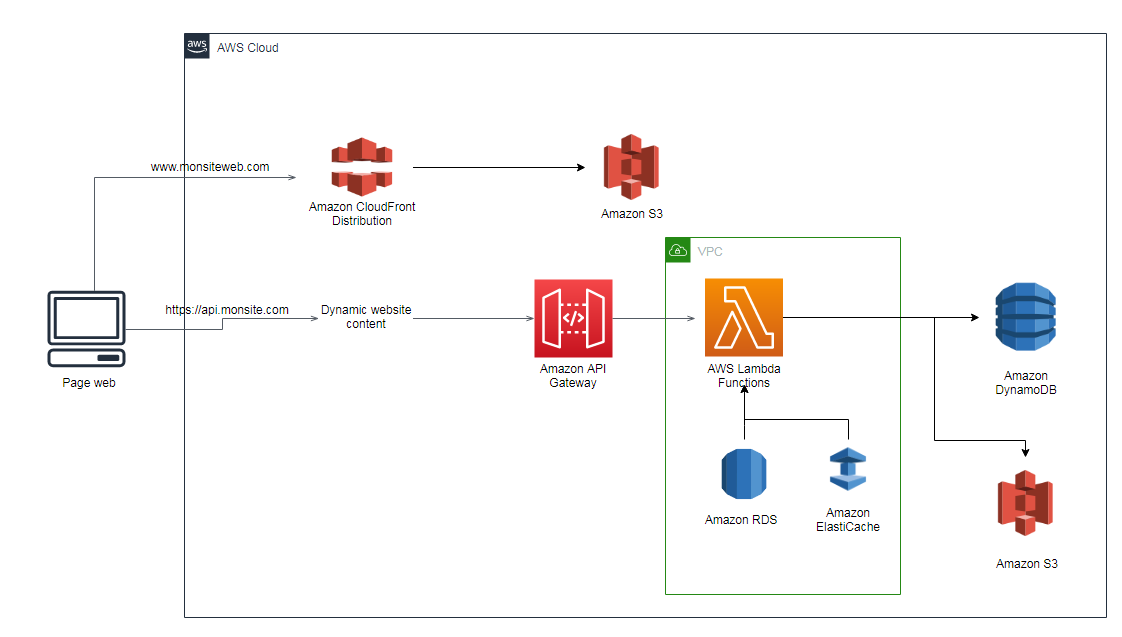 aws
AWS Cloud
www.monsiteweb.com
Amazon CloudFront
Distribution
Amazon S3
VPC
https://api.monsite.com
Dynamic website
content
</>
Amazon API
Gateway
AWS Lambda
Functions
Amazon
DynamoDB
Page web
Amazon RDS
Amazon
ElastiCache
Amazon S3